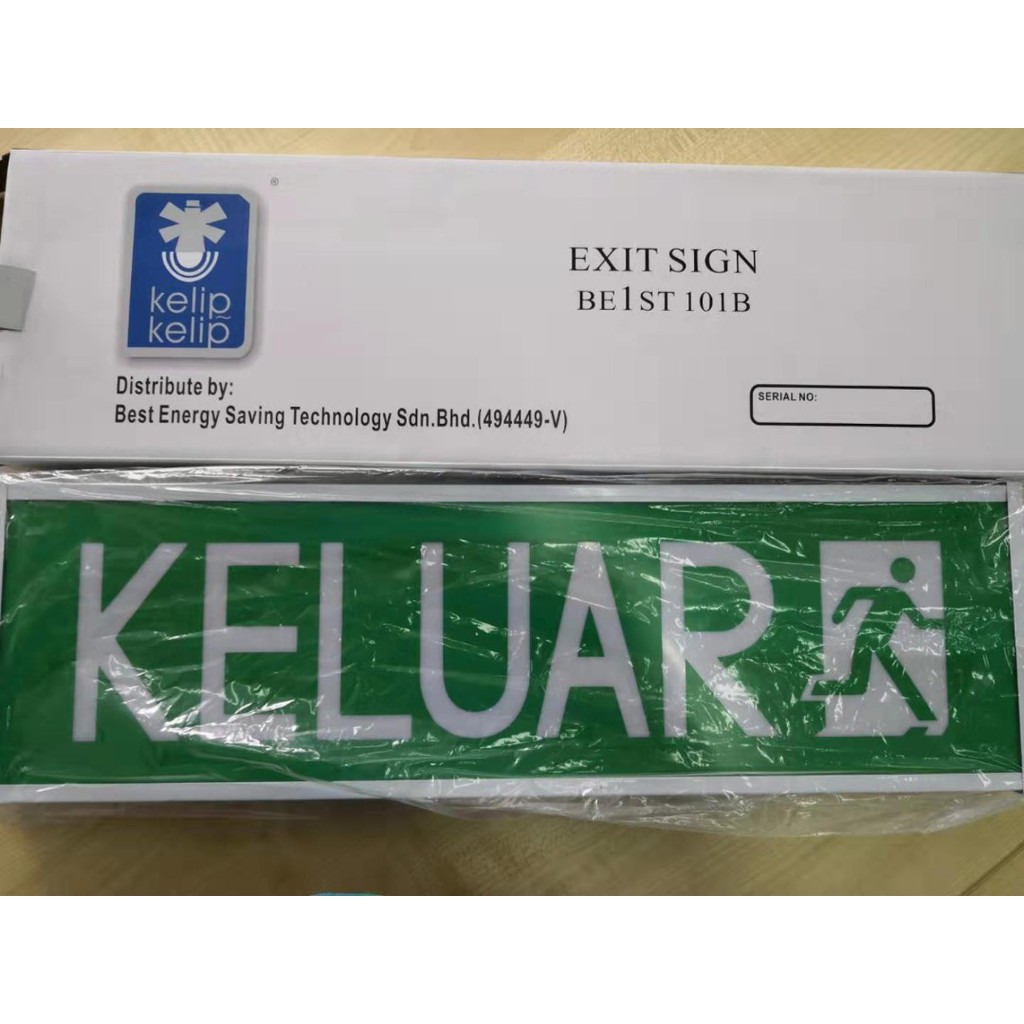 ®
kelip
kelip
EXIT SIGN
BE1ST 101B
Distribute by:
Best Energy Saving Technology Sdn.Bhd.(494449-V)
SERIAL NO:
KELUAR